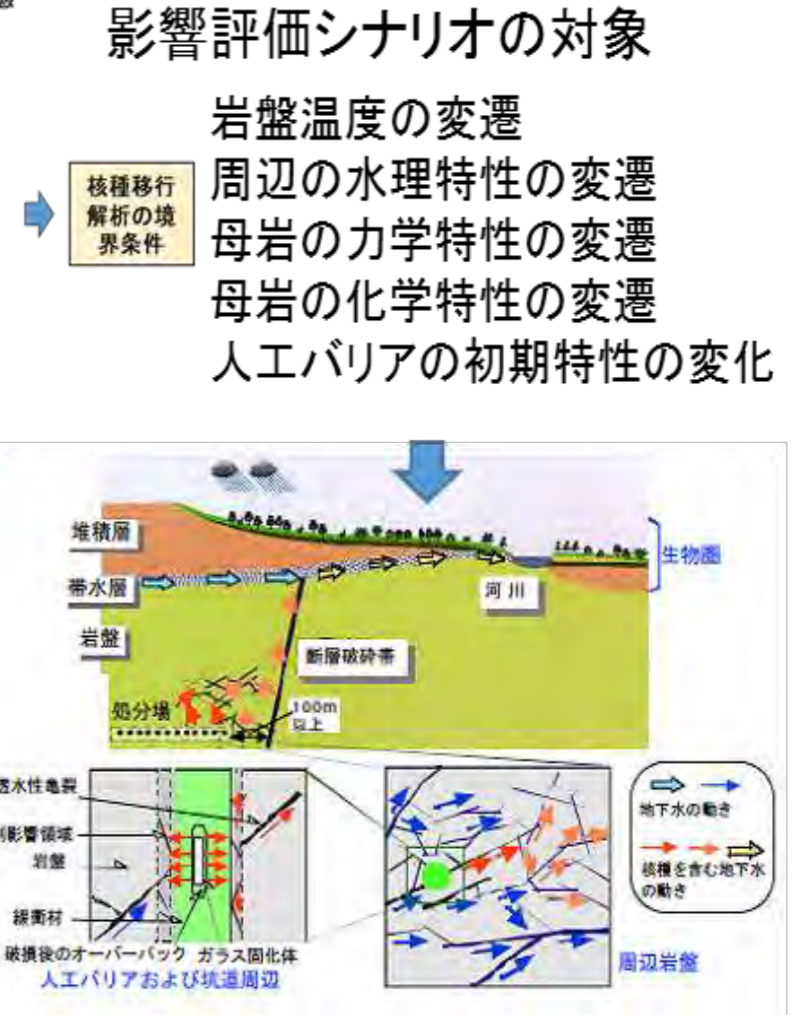 影響評価シナリオの対象
岩盤温度の変遷
周辺の水理特性の変遷
母岩の力学特性の変遷
母岩の化学特性の変遷
人工バリアの初期特性の変化
核種移行
解析の境
界条件
堆積層
帯水層
岩盤
処分場
断層破砕帯
100m
以上
河川
生物圏
透水性亀裂
影響領域
岩盤
緩衝材
破損後のオーバーパック ガラス固化体
人工バリアおよび坑道周辺
周辺岩盤
地下水の動き
核種を含む地下水
の動き